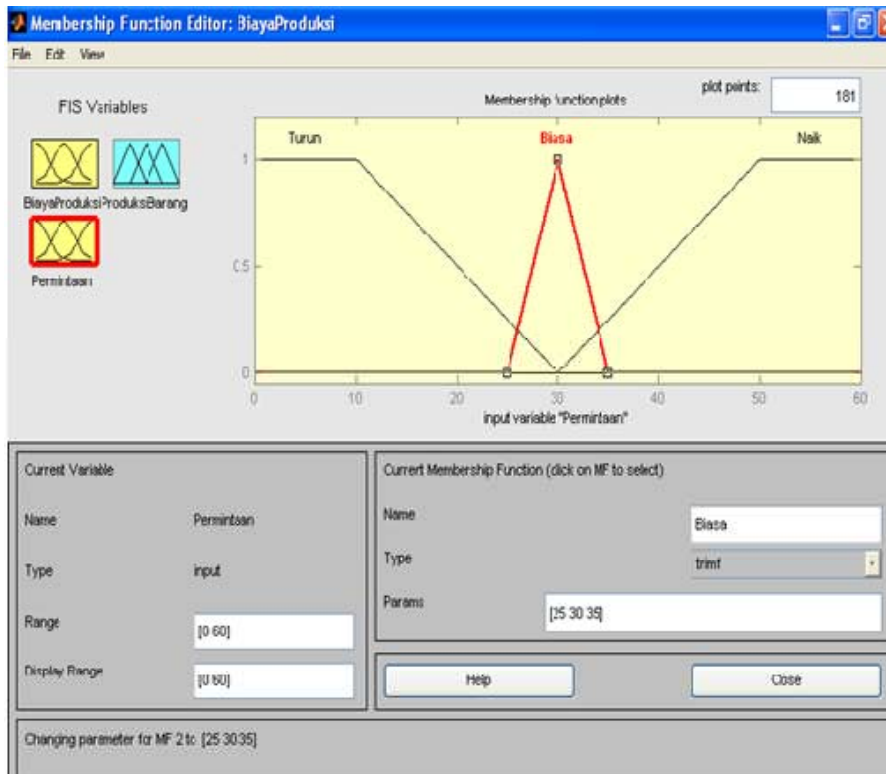 Membership Function Editor: BiayaProduksi
File Edit View
FIS Variables
BiayaProduksi
ProduksBarang
Permintaan
Membership function plots
plot points:
181
Turun
Biasa
Naik
1
0.5
0
0 10 20 30 40 50 60
input variable "Permintaan"
Current Variable
Name Permintaan
Type input
Range [0 60]
Display Range [0 60]
Current Membership Function (click on MF to select)
Name Biasa
Type trimf
Params [25 30 35]
Help
Close
Changing parameter for MF 2 to [25 30 35]